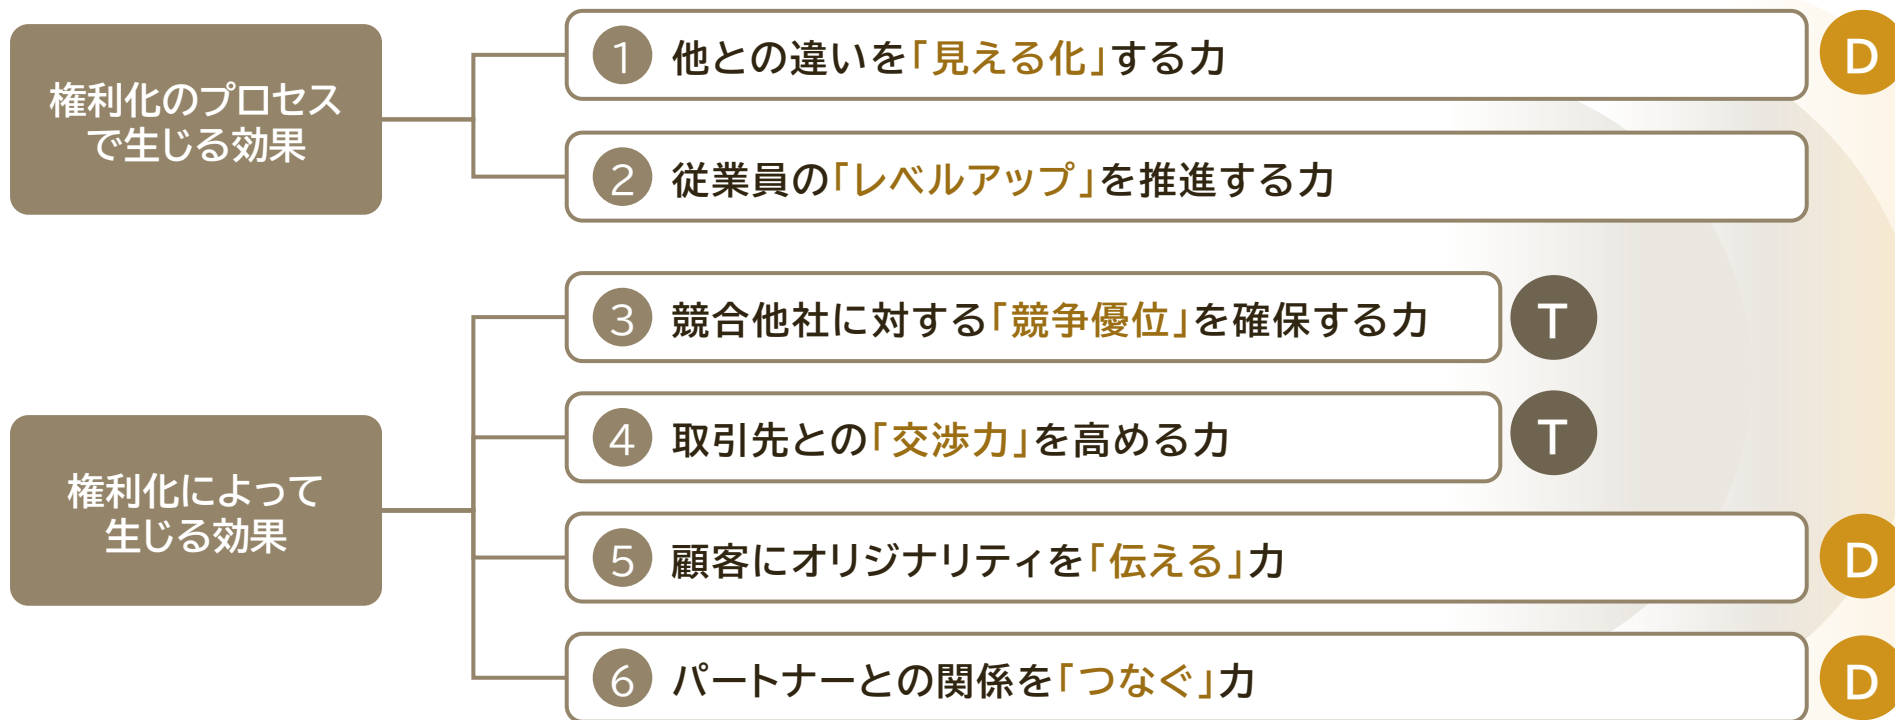 権利化のプロセス
で生じる効果
1 他との違いを「見える化」する力
D
2 従業員の「レベルアップ」を推進する力
権利化によって
生じる効果
3 競合他社に対する「競争優位」を確保する力
T
4 取引先との「交渉力」を高める力
T
5 顧客にオリジナリティを「伝える」力
D
6 パートナーとの関係を「つなぐ」力
D